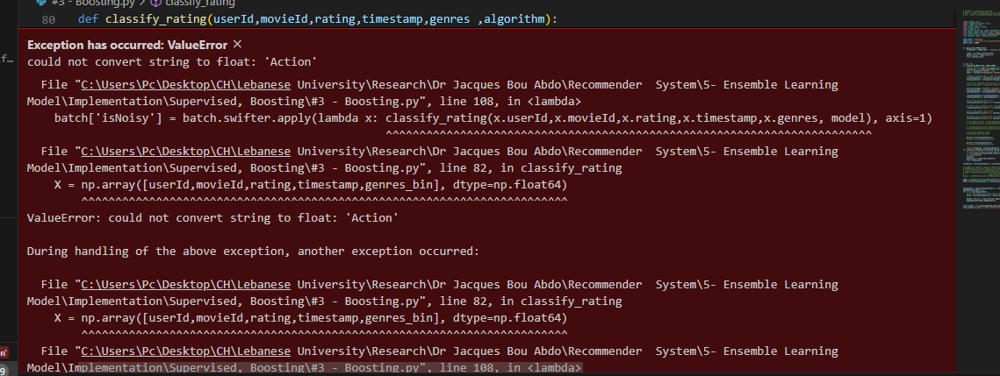 #3 - Boosting.py > classify_rating
80 def classify_rating(userId,movieId,rating,timestamp,genres ,algorithm):
Exception has occurred: ValueError ×
could not convert string to float: 'Action'
File "C:\Users\Pc\Desktop\CH\Lebanese University\Research\Dr Jacques Bou Abdo\Recommender  System\5- Ensemble Learning
Model\Implementation\Supervised, Boosting\#3 - Boosting.py", line 108, in <lambda>
batch['isNoisy'] = batch.swifter.apply(lambda x: classify_rating(x.userId,x.movieId,x.rating,x.timestamp,x.genres, model), axis=1)
^^^^^^^^^^^^^^^^^^^^^^^^^^^^^^^^^^^^^^^^^^^^^^^^^^^^^^^^^^^^^^^^^^^^^^^^
File "C:\Users\Pc\Desktop\CH\Lebanese University\Research\Dr Jacques Bou Abdo\Recommender  System\5- Ensemble Learning
Model\Implementation\Supervised, Boosting\#3 - Boosting.py", line 82, in classify_rating
X = np.array([userId,movieId,rating,timestamp,genres_bin], dtype=np.float64)
^^^^^^^^^^^^^^^^^^^^^^^^^^^^^^^^^^^^^^^^^^^^^^^^^^^^^^^^^^^^^^^^^^^^^^^^
ValueError: could not convert string to float: 'Action'
During handling of the above exception, another exception occurred:
File "C:\Users\Pc\Desktop\CH\Lebanese University\Research\Dr Jacques Bou Abdo\Recommender  System\5- Ensemble Learning
Model\Implementation\Supervised, Boosting\#3 - Boosting.py", line 82, in classify_rating
X = np.array([userId,movieId,rating,timestamp,genres_bin], dtype=np.float64)
^^^^^^^^^^^^^^^^^^^^^^^^^^^^^^^^^^^^^^^^^^^^^^^^^^^^^^^^^^^^^^^^^^^^^^^^
File "C:\Users\Pc\Desktop\CH\Lebanese University\Research\Dr Jacques Bou Abdo\Recommender  System\5- Ensemble Learning
Model\Implementation\Supervised, Boosting\#3 - Boosting.py", line 108, in <lambda>